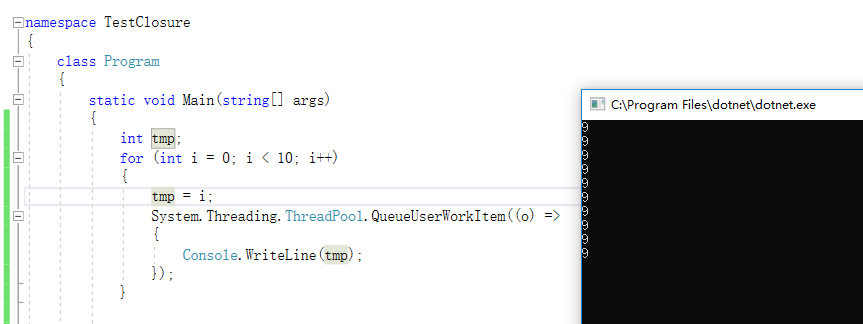 namespace TestClosure
{
class Program
{
static void Main(string[] args)
{
int tmp;
for (int i = 0; i < 10; i++)
{
tmp = i;
System.Threading.ThreadPool.QueueUserWorkItem((o) =>
{
Console.WriteLine(tmp);
});
}
C:\Program Files\dotnet\dotnet.exe
9
9
9
9
9
9
9
9
9
9